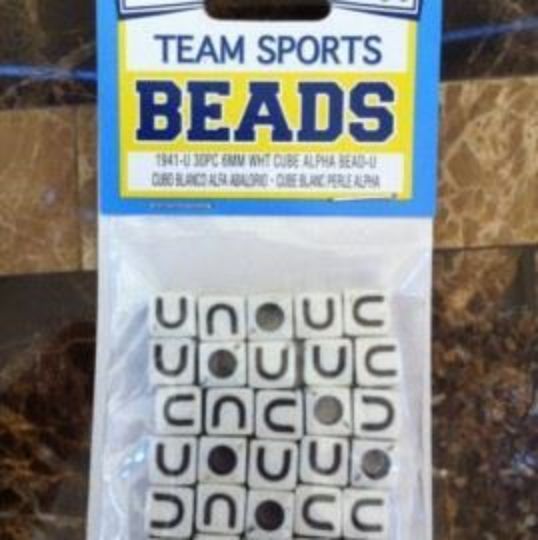 TEAM SPORTS
BEADS
1941-U 30PC 6MM WHT CUBE ALPHA BEAD-U
CUBO BLANCO ALFA ABALORIO - CUBE BLANC PERLE ALPHA
U U U U
U U U U
U U U U
U U U
U U U U